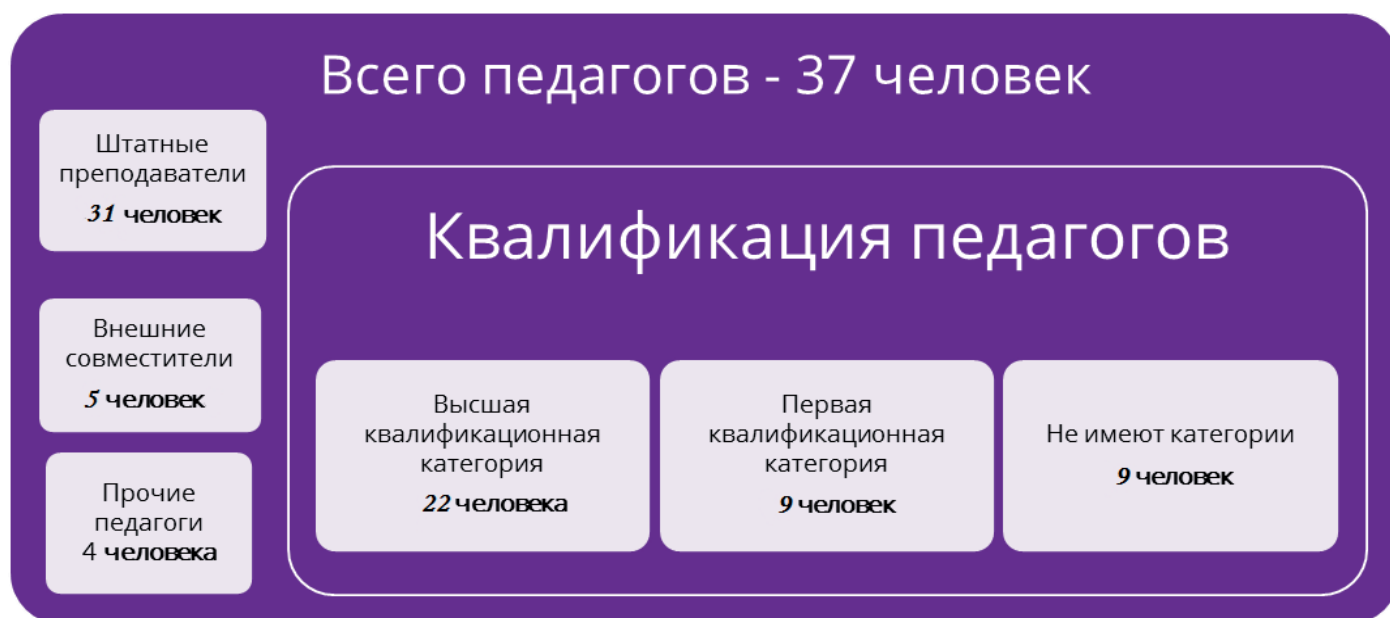 Всего педагогов - 37 человек
Штатные
преподаватели
31 человек
Внешние
совместители
5 человек
Прочие
педагоги
4 человека
Квалификация педагогов
Высшая
квалификационная
категория
22 человека
Первая
квалификационная
категория
9 человек
Не имеют категории
9 человек